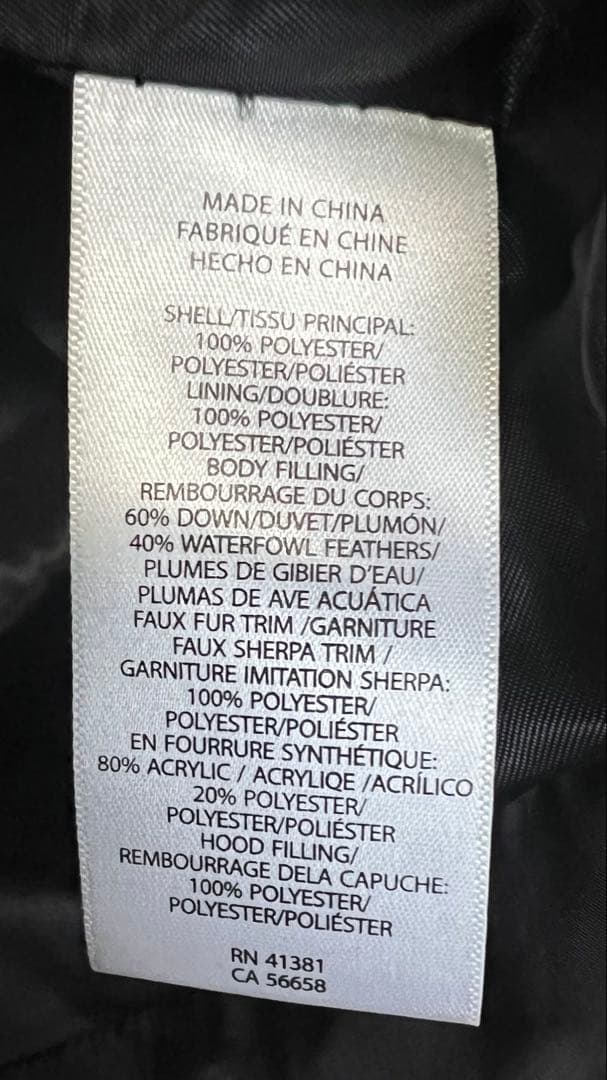 MADE IN CHINA
FABRIQUÉ EN CHINE
HECHO EN CHINA
SHELL/TISSU PRINCIPAL:
100% POLYESTER/
POLYESTER/POLIÉSTER
LINING/DOUBLURE:
100% POLYESTER/
POLYESTER/POLIÉSTER
BODY FILLING/
REMBOURRAGE DU CORPS:
60% DOWN/DUVET/PLUMÓN/
40% WATERFOWL FEATHERS/
PLUMES DE GIBIER D'EAU/
PLUMAS DE AVE ACUÁTICA
FAUX FUR TRIM /GARNITURE
FAUX SHERPA TRIM /
GARNITURE IMITATION SHERPA:
100% POLYESTER/
POLYESTER/POLIÉSTER
EN FOURRURE SYNTHÉTIQUE:
80% ACRYLIC / ACRYLIQE /ACRÍLICO
20% POLYESTER/
POLYESTER/POLIÉSTER
HOOD FILLING/
REMBOURRAGE DELA CAPUCHE:
100% POLYESTER/
POLYESTER/POLIÉSTER
RN 41381
CA 56658